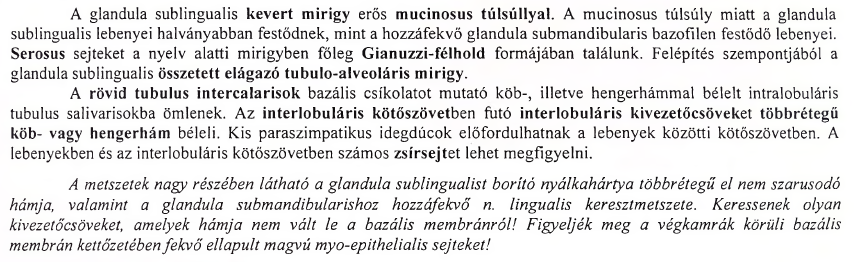 A glandula sublingualis kevert mirigy erős mucinosus túlsúllyal. A mucinosus túlsúly miatt a glandula
sublingualis lebenyei halványabban festődnek, mint a hozzáfekvő glandula submandibularis bazofilen festődő lebenyei.
Serosus sejteket a nyelv alatti mirigyben főleg Gianuzzi-félhold formájában találunk. Felépítés szempontjából a
glandula sublingualis összetett elágazó tubulo-alveoláris mirigy.
A rövid tubulus intercalarisok bazális csíkolatot mutató köb-, illetve hengerhámmal bélelt intralobuláris
tubulus salivarisokba ömlenek. Az interlobuláris kötőszövetben futó interlobuláris kivezetőcsöveket többrétegű
köb- vagy hengerhám béleli. Kis paraszimpatikus idegdúcok előfordulhatnak a lebenyek közötti kötőszövetben. A
lebenyekben és az interlobuláris kötőszövetben számos zsírsejtet lehet megfigyelni.
A metszetek nagy részében látható a glandula sublingualist borító nyálkahártya többrétegű el nem szarusodó
hámja, valamint a glandula submandibularishoz hozzáfekvő n. lingualis keresztmetszete. Keressenek olyan
kivezetőcsöveket, amelyek hámja nem vált le a bazális membránról! Figyeljék meg a végkamrák körüli bazális
membrán kettőzetében fekvő ellapult magvú myo-epithelialis sejteket!